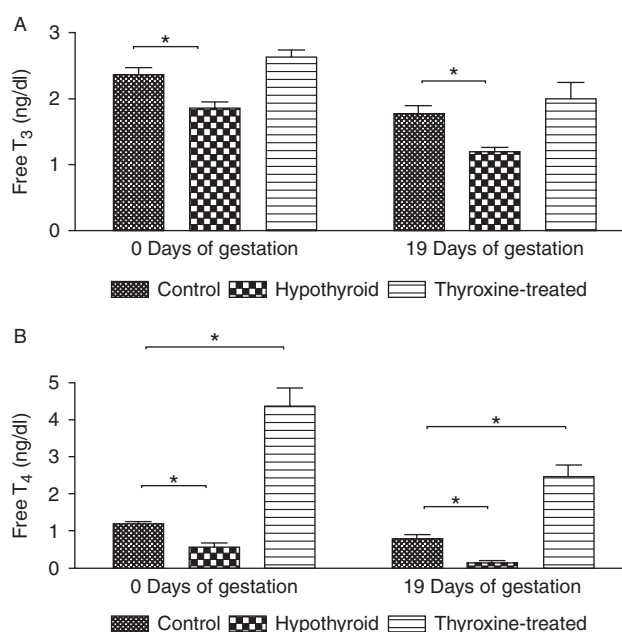 A
Free T3 (ng/dl)
3
2
1
0
*
*
0 Days of gestation
19 Days of gestation
Control
Hypothyroid
Thyroxine-treated
B
Free T4 (ng/dl)
5
4
3
2
1
0
*
*
*
*
0 Days of gestation
19 Days of gestation
Control
Hypothyroid
Thyroxine-treated